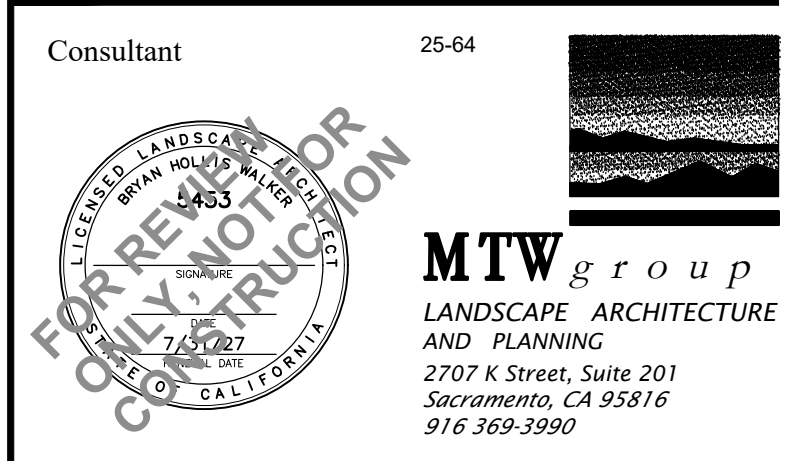 Consultant
25-64
LICENSED LANDSCAPE ARCHITECT
BRYAN HOLLIS WALKER
5453
SIGNATURE
DATE
7/31/27
RENEWAL DATE
STATE OF CALIFORNIA
FOR REVIEW
ONLY, NOT FOR
CONSTRUCTION
MTW group
LANDSCAPE ARCHITECTURE
AND PLANNING
2707 K Street, Suite 201
Sacramento, CA 95816
916 369-3990